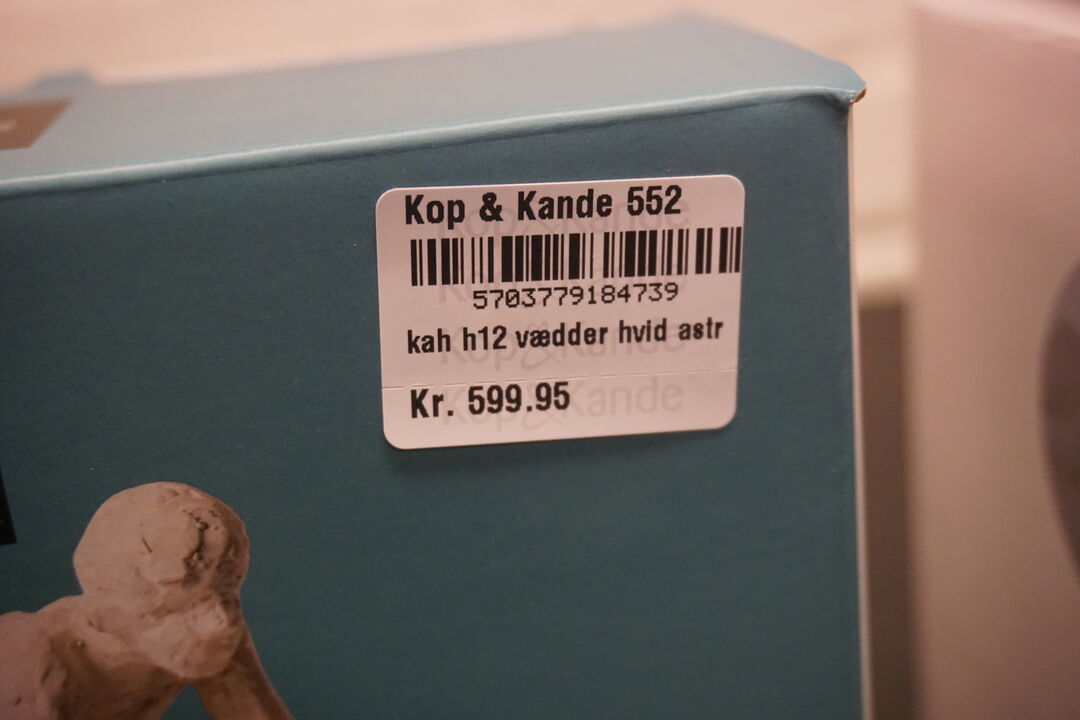 Kop & Kande 552
5703779184739
kah h12 vædder hvid astr
Kr. 599.95